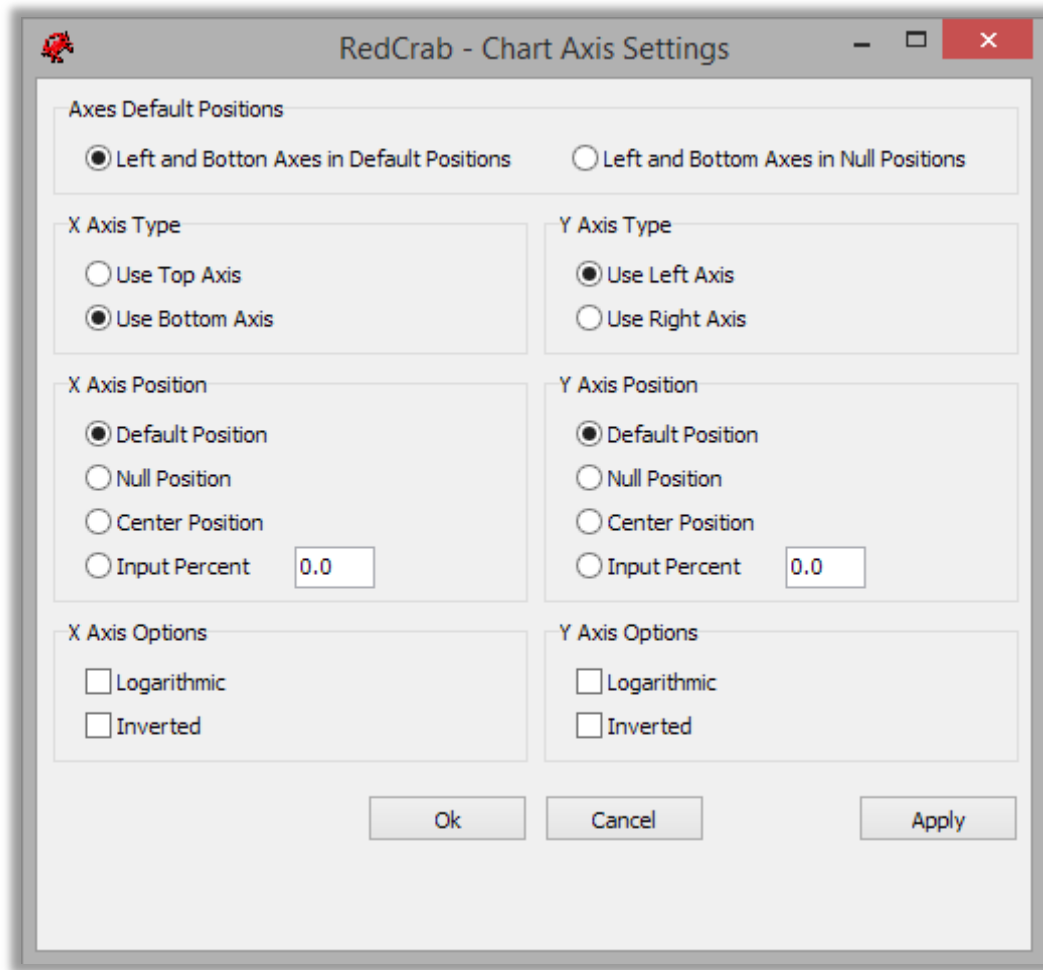 RedCrab - Chart Axis Settings
Axes Default Positions
Left and Botton Axes in Default Positions
Left and Bottom Axes in Null Positions
X Axis Type
Use Top Axis
Use Bottom Axis
Y Axis Type
Use Left Axis
Use Right Axis
X Axis Position
Default Position
Null Position
Center Position
Input Percent 0.0
Y Axis Position
Default Position
Null Position
Center Position
Input Percent 0.0
X Axis Options
Logarithmic
Inverted
Y Axis Options
Logarithmic
Inverted
Ok
Cancel
Apply